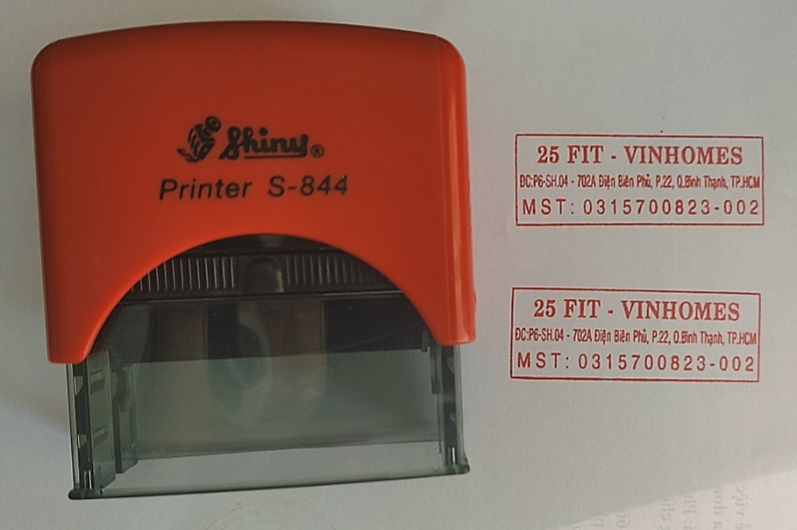 Shiny®
Printer S-844
25 FIT - VINHOMES
ĐC:P6-SH.04 - 702A Điện Biên Phủ, P.22, Q.Bình Thạnh, TP.HCM
MST: 0315700823-002
25 FIT - VINHOMES
ĐC:P6-SH.04 - 702A Điện Biên Phủ, P.22, Q.Bình Thạnh, TP.HCM
MST: 0315700823-002